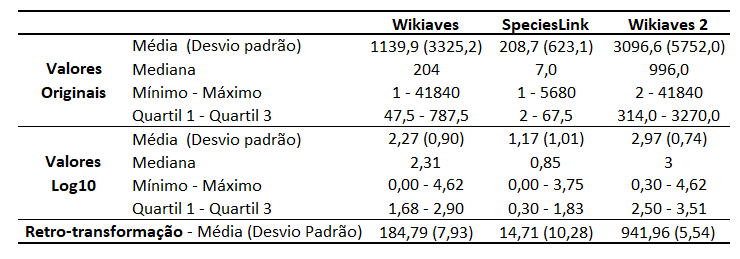 Wikiaves SpeciesLink Wikiaves 2
Valores Originais
Média (Desvio padrão) 1139,9 (3325,2) 208,7 (623,1) 3096,6 (5752,0)
Mediana 204 7,0 996,0
Mínimo - Máximo 1 - 41840 1 - 5680 2 - 41840
Quartil 1 - Quartil 3 47,5 - 787,5 2 - 67,5 314,0 - 3270,0
Valores Log10
Média (Desvio padrão) 2,27 (0,90) 1,17 (1,01) 2,97 (0,74)
Mediana 2,31 0,85 3
Mínimo - Máximo 0,00 - 4,62 0,00 - 3,75 0,30 - 4,62
Quartil 1 - Quartil 3 1,68 - 2,90 0,30 - 1,83 2,50 - 3,51
Retro-transformação - Média (Desvio Padrão) 184,79 (7,93) 14,71 (10,28) 941,96 (5,54)